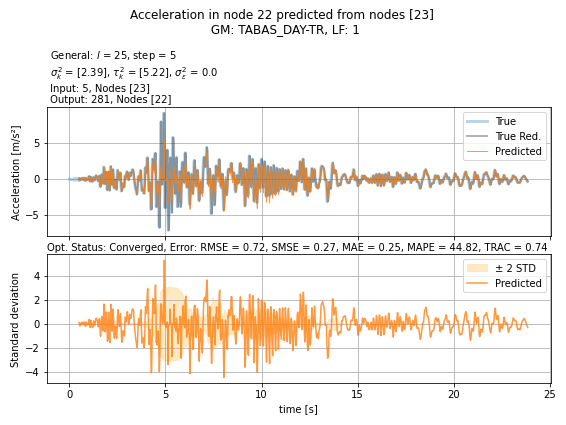 Acceleration in node 22 predicted from nodes [23]
GM: TABAS_DAY-TR, LF: 1
General: l = 25, step = 5
σ²ₖ = [2.39], τ²ₖ = [5.22], σ²ε = 0.0
Input: 5, Nodes [23]
Output: 281, Nodes [22]
Acceleration [m/s²]
5
0
−5
True
True Red.
Predicted
Opt. Status: Converged, Error: RMSE = 0.72, SMSE = 0.27, MAE = 0.25, MAPE = 44.82, TRAC = 0.74
Standard deviation
4
2
0
−2
−4
± 2 STD
Predicted
0 5 10 15 20 25
time [s]